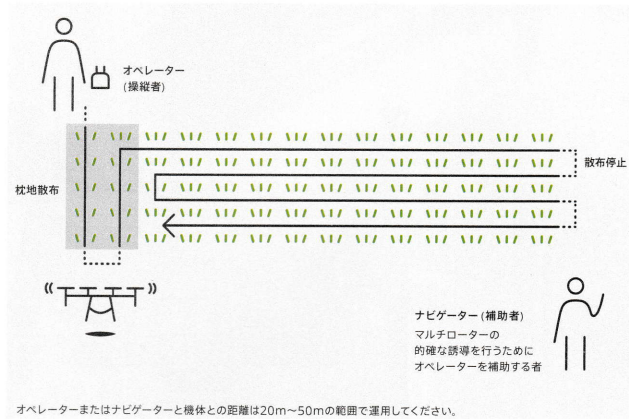 オペレーター
(操縦者)
散布停止
枕地散布
ナビゲーター (補助者)
マルチローターの
的確な誘導を行うために
オペレーターを補助する者
オペレーターまたはナビゲーターと機体との距離は20m〜50mの範囲で運用してください。